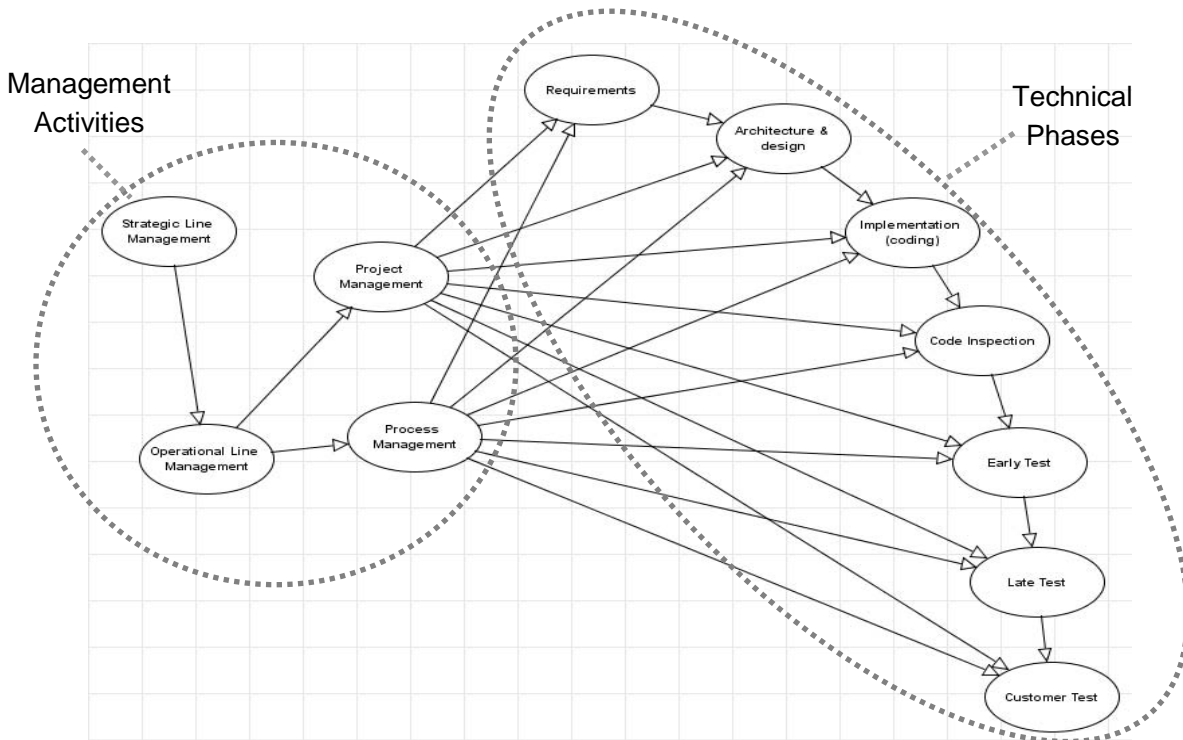 Management
Activities
Technical
Phases
Requirements
Architecture &
design
Strategic Line
Management
Implementation
(coding)
Project
Management
Code Inspection
Process
Management
Operational Line
Management
Early Test
Late Test
Customer Test